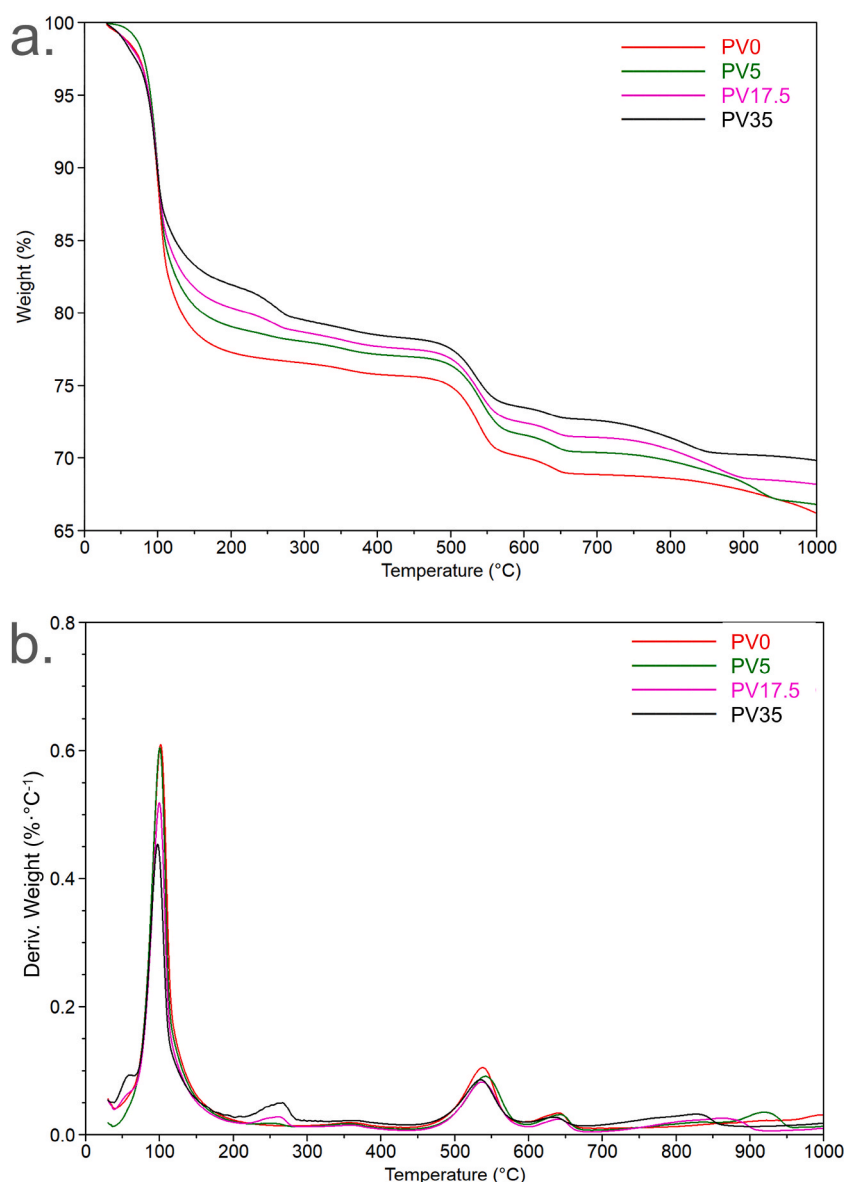 a.
100
95
90
85
80
75
70
65
Weight (%)
PV0
PV5
PV17.5
PV35
0 100 200 300 400 500 600 700 800 900 1000
Temperature (°C)
b.
0.8
0.6
0.4
0.2
0.0
Deriv. Weight (%·°C⁻¹)
PV0
PV5
PV17.5
PV35
0 100 200 300 400 500 600 700 800 900 1000
Temperature (°C)